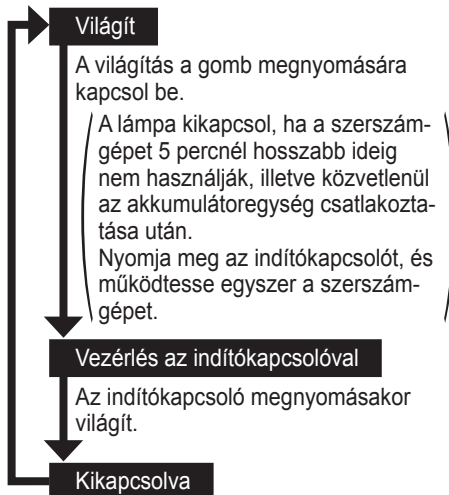 Világít
A világítás a gomb megnyomására
kapcsol be.
A lámpa kikapcsol, ha a szerszám-
gépet 5 percnél hosszabb ideig
nem használják, illetve közvetlenül
az akkumulátoregység csatlakozta-
tása után.
Nyomja meg az indítókapcsolót, és
működtesse egyszer a szerszám-
gépet.
Vezérlés az indítókapcsolóval
Az indítókapcsoló megnyomásakor
világít.
Kikapcsolva